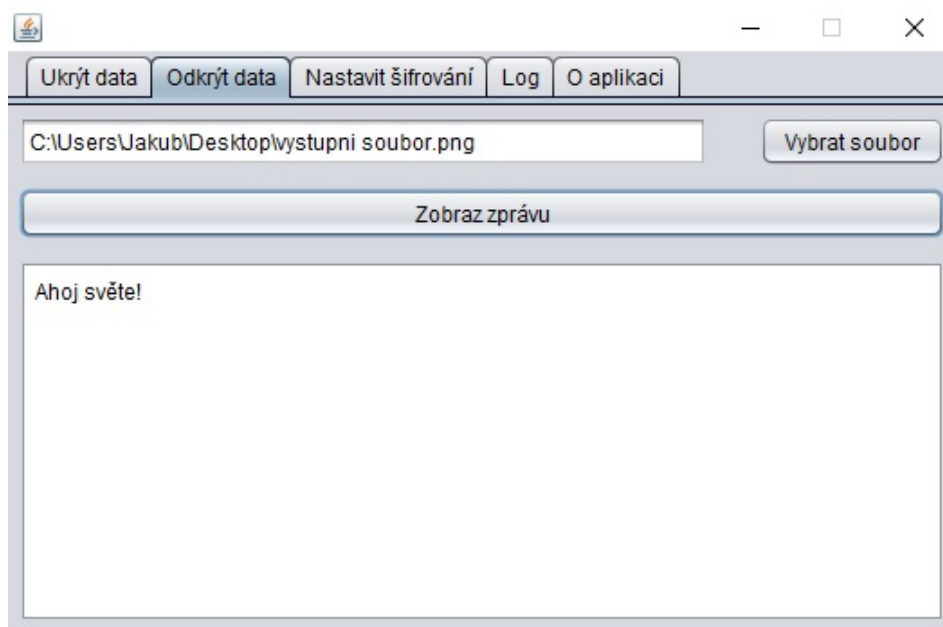 Ukrýt data Odkrýt data Nastavit šifrování Log O aplikaci
C:\Users\Jakub\Desktop\vystupni soubor.png Vybrat soubor
Zobraz zprávu
Ahoj světe!